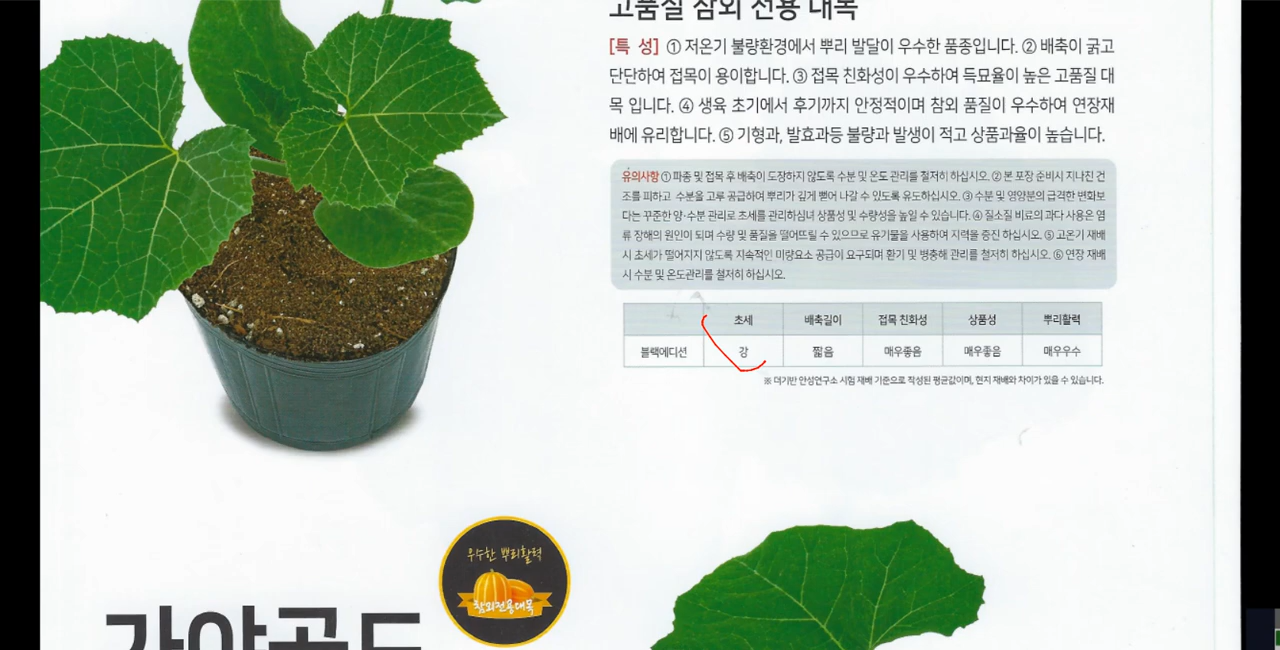 고품질 참외 전용 대목
[특 성] ① 저온기 불량환경에서 뿌리 발달이 우수한 품종입니다. ② 배축이 굵고
단단하여 접목이 용이합니다. ③ 접목 친화성이 우수하여 득묘율이 높은 고품질 대
목 입니다. ④ 생육 초기에서 후기까지 안정적이며 참외 품질이 우수하여 연장재
배에 유리합니다. ⑤ 기형과, 발효과등 불량과 발생이 적고 상품과율이 높습니다.
유의사항 ① 파종 및 접목 후 배축이 도장하지 않도록 수분 및 온도 관리를 철저히 하십시오. ② 본 포장 준비시 지나친 건
조를 피하고 수분을 고루 공급하여 뿌리가 깊게 뻗어 나갈 수 있도록 유도하십시오. ③ 수분 및 영양분의 급격한 변화보
다는 꾸준한 양·수분 관리로 초세를 관리하심녀 상품성 및 수량성을 높일 수 있습니다. ④ 질소질 비료의 과다 사용은 염
류 장해의 원인이 되며 수량 및 품질을 떨어뜨릴 수 있으므로 유기물을 사용하여 지력을 증진 하십시오. ⑤ 고온기 재배
시 초세가 떨어지지 않도록 지속적인 미량요소 공급이 요구되며 환기 및 병충해 관리를 철저히 하십시오. ⑥ 연장 재배
시 수분 및 온도관리를 철저히 하십시오.
초세 배축길이 접목 친화성 상품성 뿌리활력
블랙에디션 강 짧음 매우좋음 매우좋음 매우우수
※ 더기반 안성연구소 시험 재배 기준으로 작성된 평균값이며, 현지 재배와 차이가 있을 수 있습니다.
우수한 뿌리활력
참외전용대목
가야골드